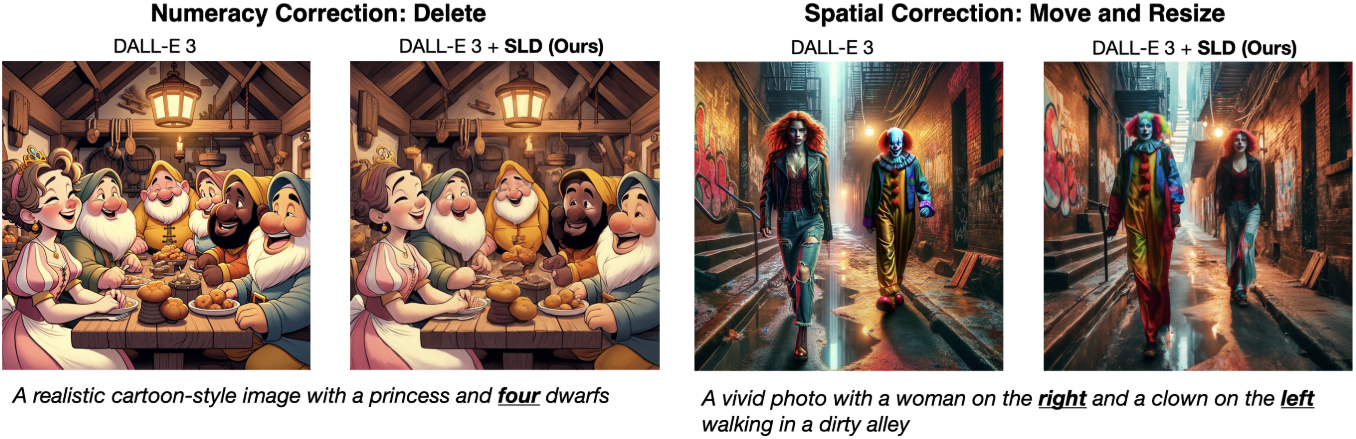 Numeracy Correction: Delete
Spatial Correction: Move and Resize
DALL-E 3
DALL-E 3 + SLD (Ours)
DALL-E 3
DALL-E 3 + SLD (Ours)
A realistic cartoon-style image with a princess and four dwarfs
A vivid photo with a woman on the right and a clown on the left
walking in a dirty alley